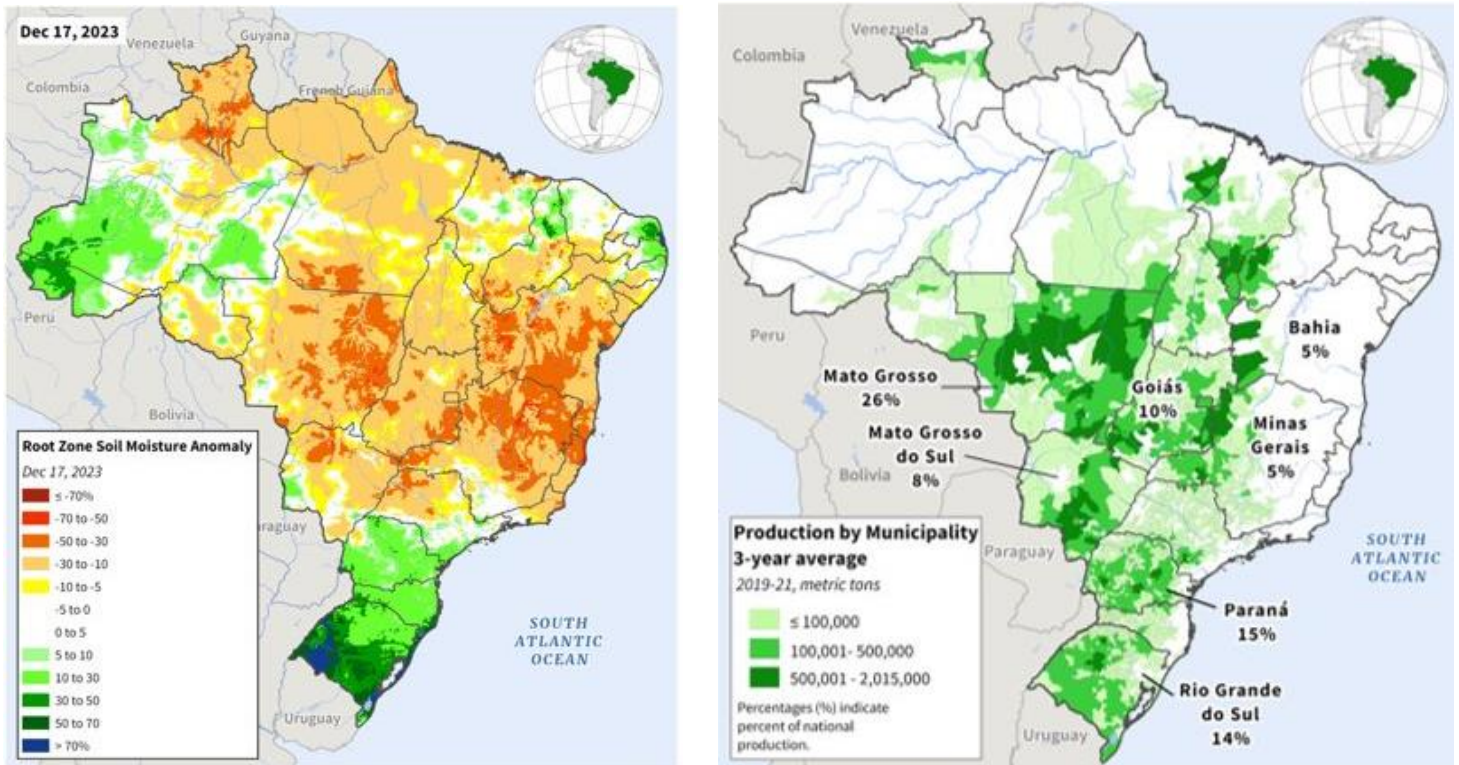 Dec 17, 2023
Venezuela
Guyana
Colombia
French Guiana
Peru
Bolivia
Paraguay
Uruguay
SOUTH
ATLANTIC
OCEAN
Root Zone Soil Moisture Anomaly
Dec 17, 2023
≤ -70%
-70 to -50
-50 to -30
-30 to -10
-10 to -5
-5 to 0
0 to 5
5 to 10
10 to 30
30 to 50
50 to 70
> 70%
Venezuela
Colombia
Peru
Bolivia
Paraguay
Uruguay
Bahia
5%
Mato Grosso
26%
Goiás
10%
Mato Grosso
do Sul
8%
Minas
Gerais
5%
Paraná
15%
Rio Grande
do Sul
14%
SOUTH
ATLANTIC
OCEAN
Production by Municipality
3-year average
2019-21, metric tons
≤ 100,000
100,001- 500,000
500,001 - 2,015,000
Percentages (%) indicate
percent of national
production.